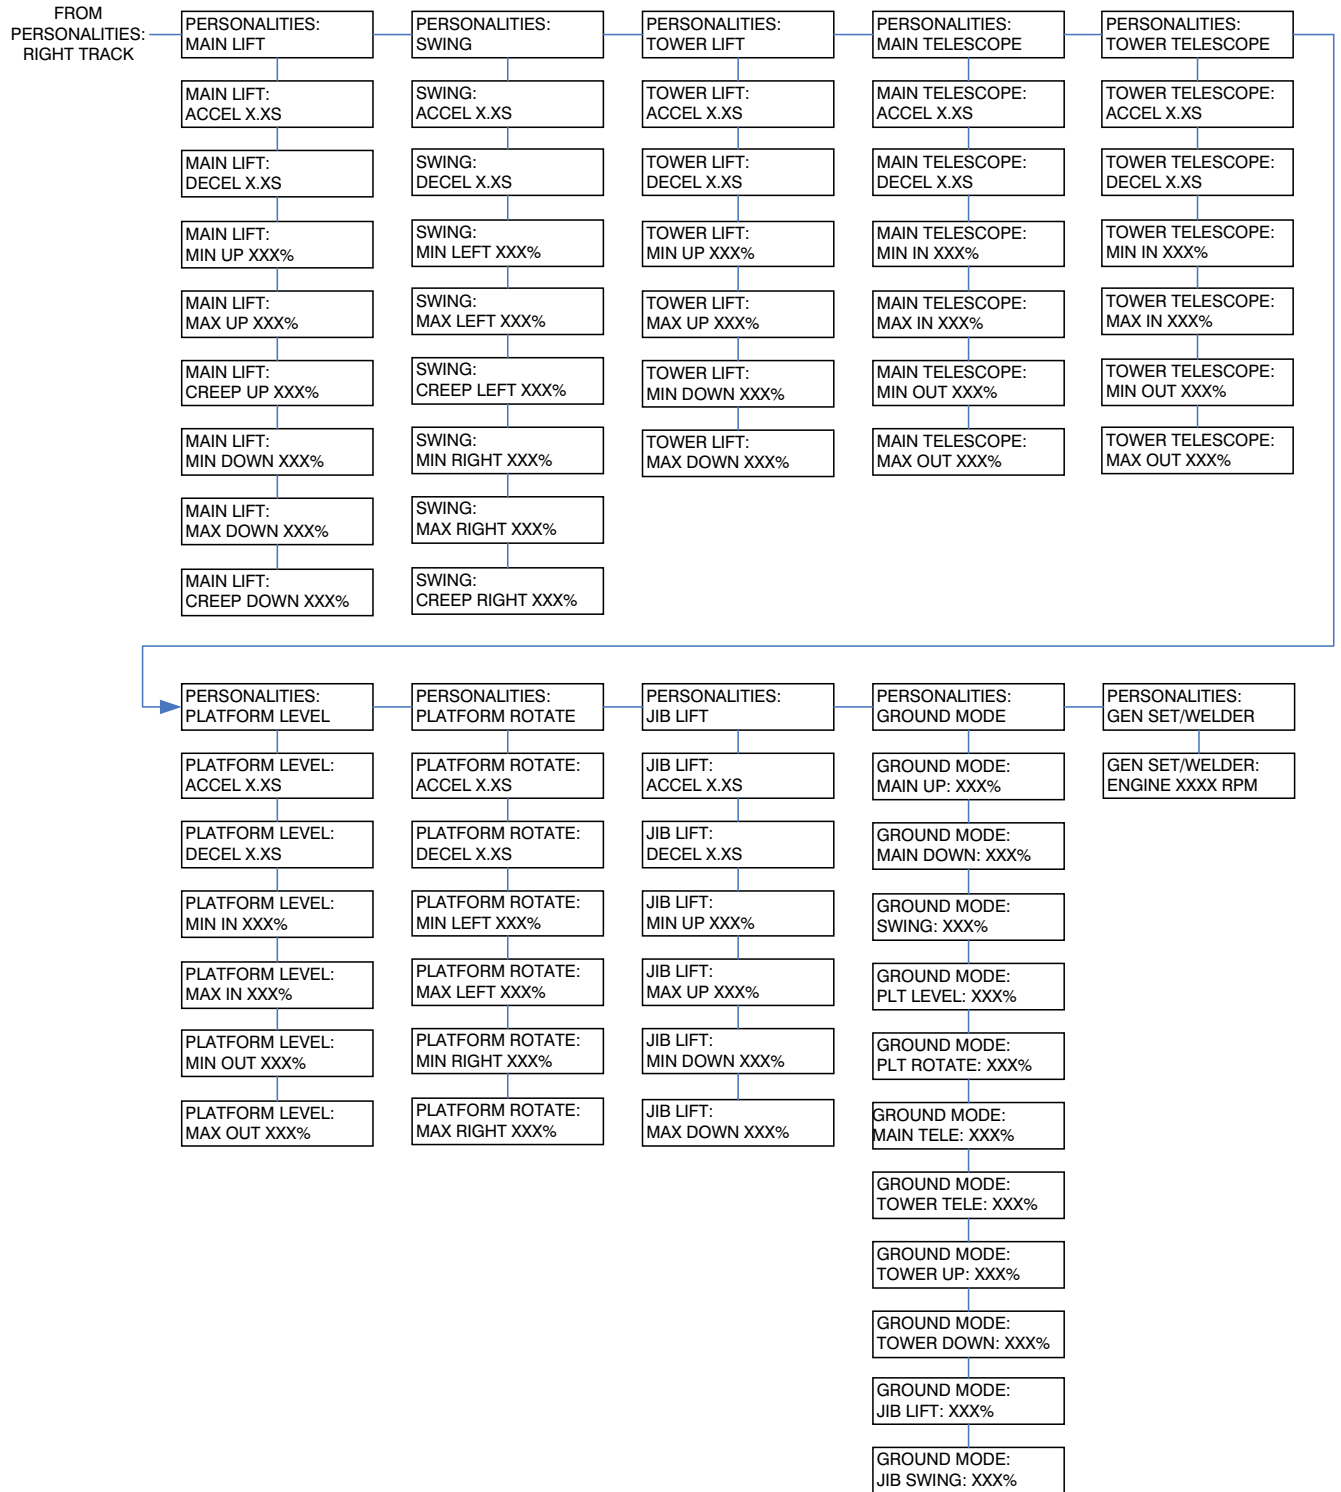 FROM
PERSONALITIES:
RIGHT TRACK
PERSONALITIES:
MAIN LIFT
MAIN LIFT:
ACCEL X.XS
MAIN LIFT:
DECEL X.XS
MAIN LIFT:
MIN UP XXX%
MAIN LIFT:
MAX UP XXX%
MAIN LIFT:
CREEP UP XXX%
MAIN LIFT:
MIN DOWN XXX%
MAIN LIFT:
MAX DOWN XXX%
MAIN LIFT:
CREEP DOWN XXX%
PERSONALITIES:
SWING
SWING:
ACCEL X.XS
SWING:
DECEL X.XS
SWING:
MIN LEFT XXX%
SWING:
MAX LEFT XXX%
SWING:
CREEP LEFT XXX%
SWING:
MIN RIGHT XXX%
SWING:
MAX RIGHT XXX%
SWING:
CREEP RIGHT XXX%
PERSONALITIES:
TOWER LIFT
TOWER LIFT:
ACCEL X.XS
TOWER LIFT:
DECEL X.XS
TOWER LIFT:
MIN UP XXX%
TOWER LIFT:
MAX UP XXX%
TOWER LIFT:
MIN DOWN XXX%
TOWER LIFT:
MAX DOWN XXX%
PERSONALITIES:
MAIN TELESCOPE
MAIN TELESCOPE:
ACCEL X.XS
MAIN TELESCOPE:
DECEL X.XS
MAIN TELESCOPE:
MIN IN XXX%
MAIN TELESCOPE:
MAX IN XXX%
MAIN TELESCOPE:
MIN OUT XXX%
MAIN TELESCOPE:
MAX OUT XXX%
PERSONALITIES:
TOWER TELESCOPE
TOWER TELESCOPE:
ACCEL X.XS
TOWER TELESCOPE:
DECEL X.XS
TOWER TELESCOPE:
MIN IN XXX%
TOWER TELESCOPE:
MAX IN XXX%
TOWER TELESCOPE:
MIN OUT XXX%
TOWER TELESCOPE:
MAX OUT XXX%
PERSONALITIES:
PLATFORM LEVEL
PLATFORM LEVEL:
ACCEL X.XS
PLATFORM LEVEL:
DECEL X.XS
PLATFORM LEVEL:
MIN IN XXX%
PLATFORM LEVEL:
MAX IN XXX%
PLATFORM LEVEL:
MIN OUT XXX%
PLATFORM LEVEL:
MAX OUT XXX%
PERSONALITIES:
PLATFORM ROTATE
PLATFORM ROTATE:
ACCEL X.XS
PLATFORM ROTATE:
DECEL X.XS
PLATFORM ROTATE:
MIN LEFT XXX%
PLATFORM ROTATE:
MAX LEFT XXX%
PLATFORM ROTATE:
MIN RIGHT XXX%
PLATFORM ROTATE:
MAX RIGHT XXX%
PERSONALITIES:
JIB LIFT
JIB LIFT:
ACCEL X.XS
JIB LIFT:
DECEL X.XS
JIB LIFT:
MIN UP XXX%
JIB LIFT:
MAX UP XXX%
JIB LIFT:
MIN DOWN XXX%
JIB LIFT:
MAX DOWN XXX%
PERSONALITIES:
GROUND MODE
GROUND MODE:
MAIN UP: XXX%
GROUND MODE:
MAIN DOWN: XXX%
GROUND MODE:
SWING: XXX%
GROUND MODE:
PLT LEVEL: XXX%
GROUND MODE:
PLT ROTATE: XXX%
GROUND MODE:
MAIN TELE: XXX%
GROUND MODE:
TOWER TELE: XXX%
GROUND MODE:
TOWER UP: XXX%
GROUND MODE:
TOWER DOWN: XXX%
GROUND MODE:
JIB LIFT: XXX%
GROUND MODE:
JIB SWING: XXX%
PERSONALITIES:
GEN SET/WELDER
GEN SET/WELDER:
ENGINE XXXX RPM